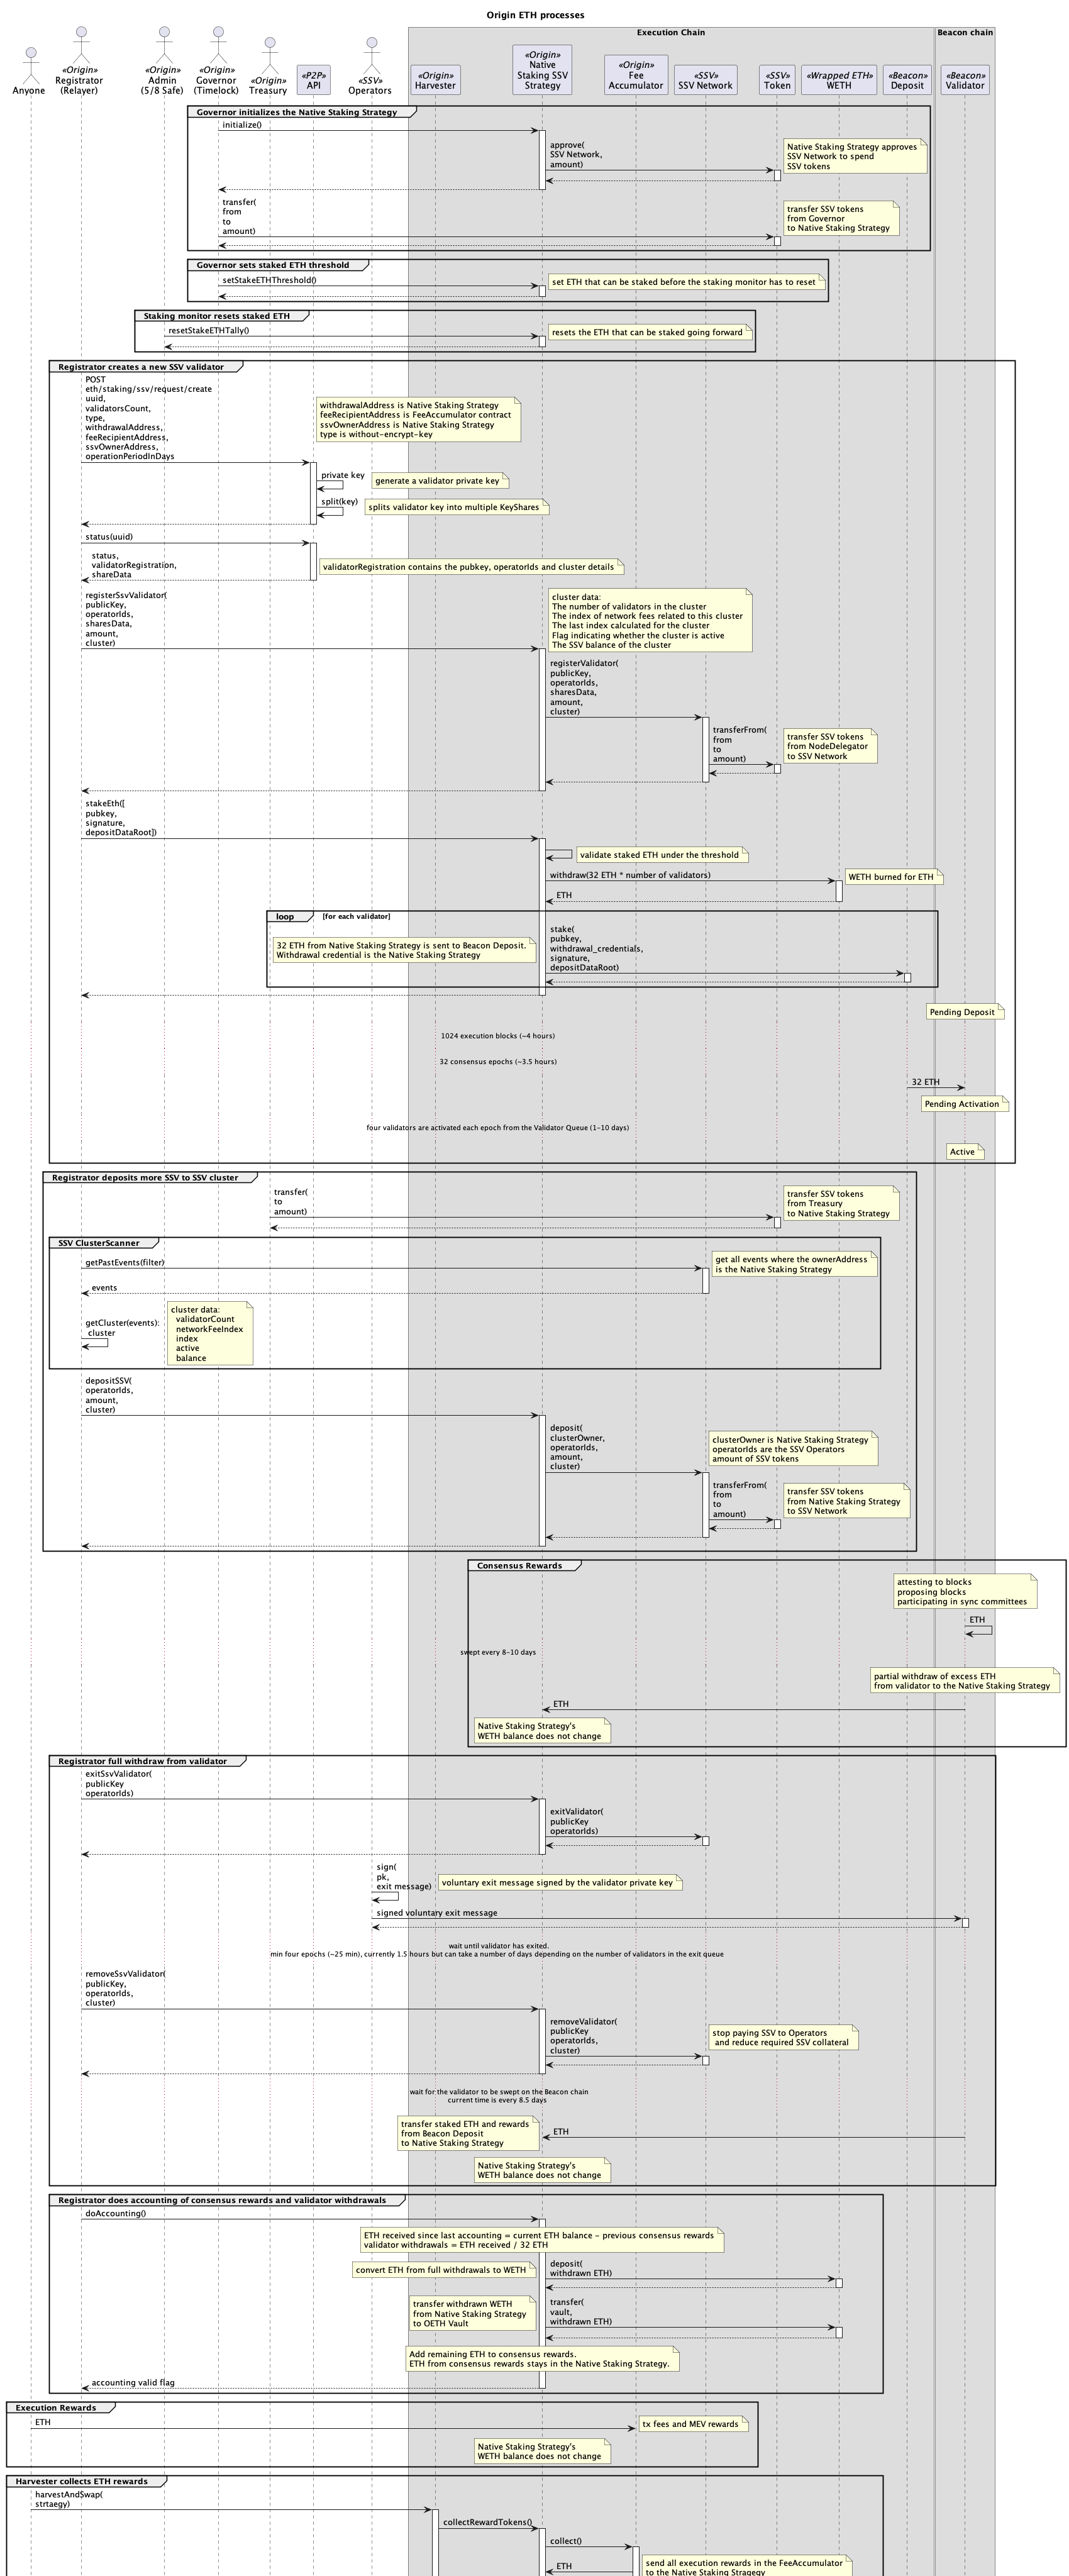 Origin ETH processes
Execution Chain
Beacon chain
Anyone
«Origin»
Registrator
(Relayer)
«Origin»
Admin
(5/8 Safe)
«Origin»
Governor
(Timelock)
«Origin»
Treasury
«P2P»
API
«SSV»
Operators
«Origin»
Harvester
«Origin»
Native
Staking SSV
Strategy
«Origin»
Fee
Accumulator
«SSV»
SSV Network
«SSV»
Token
«Wrapped ETH»
WETH
«Beacon»
Deposit
«Beacon»
Validator
Governor initializes the Native Staking Strategy
initialize()
approve(
SSV Network,
amount)
Native Staking Strategy approves
SSV Network to spend
SSV tokens
transfer(
from
to
amount)
transfer SSV tokens
from Governor
to Native Staking Strategy
Governor sets staked ETH threshold
setStakeETHThreshold()
set ETH that can be staked before the staking monitor has to reset
Staking monitor resets staked ETH
resetStakeETHTally()
resets the ETH that can be staked going forward
Registrator creates a new SSV validator
POST
eth/staking/ssv/request/create
uuid,
validatorsCount,
type,
withdrawalAddress,
feeRecipientAddress,
ssvOwnerAddress,
operationPeriodInDays
withdrawalAddress is Native Staking Strategy
feeRecipientAddress is FeeAccumulator contract
ssvOwnerAddress is Native Staking Strategy
type is without-encrypt-key
private key
generate a validator private key
split(key)
splits validator key into multiple KeyShares
status(uuid)
status,
validatorRegistration,
shareData
validatorRegistration contains the pubkey, operatorIds and cluster details
registerSsvValidator(
publicKey,
operatorIds,
sharesData,
amount,
cluster)
cluster data:
The number of validators in the cluster
The index of network fees related to this cluster
The last index calculated for the cluster
Flag indicating whether the cluster is active
The SSV balance of the cluster
registerValidator(
publicKey,
operatorIds,
sharesData,
amount,
cluster)
transferFrom(
from
to
amount)
transfer SSV tokens
from NodeDelegator
to SSV Network
stakeEth([
pubkey,
signature,
depositDataRoot])
validate staked ETH under the threshold
withdraw(32 ETH * number of validators)
WETH burned for ETH
ETH
loop
[for each validator]
32 ETH from Native Staking Strategy is sent to Beacon Deposit.
Withdrawal credential is the Native Staking Strategy
stake(
pubkey,
withdrawal_credentials,
signature,
depositDataRoot)
Pending Deposit
1024 execution blocks (~4 hours)
32 consensus epochs (~3.5 hours)
32 ETH
Pending Activation
four validators are activated each epoch from the Validator Queue (1-10 days)
Active
Registrator deposits more SSV to SSV cluster
transfer(
to
amount)
transfer SSV tokens
from Treasury
to Native Staking Strategy
SSV ClusterScanner
getPastEvents(filter)
get all events where the ownerAddress
is the Native Staking Strategy
events
getCluster(events):
cluster
cluster data:
validatorCount
networkFeeIndex
index
active
balance
depositSSV(
operatorIds,
amount,
cluster)
deposit(
clusterOwner,
operatorIds,
amount,
cluster)
clusterOwner is Native Staking Strategy
operatorIds are the SSV Operators
amount of SSV tokens
transferFrom(
from
to
amount)
transfer SSV tokens
from Native Staking Strategy
to SSV Network
Consensus Rewards
attesting to blocks
proposing blocks
participating in sync committees
ETH
swept every 8-10 days
partial withdraw of excess ETH
from validator to the Native Staking Strategy
ETH
Native Staking Strategy's
WETH balance does not change
Registrator full withdraw from validator
exitSsvValidator(
publicKey
operatorIds)
exitValidator(
publicKey
operatorIds)
sign(
pk,
exit message)
voluntary exit message signed by the validator private key
signed voluntary exit message
wait until validator has exited.
min four epochs (~25 min), currently 1.5 hours but can take a number of days depending on the number of validators in the exit queue
removeSsvValidator(
publicKey,
operatorIds,
cluster)
removeValidator(
publicKey
operatorIds,
cluster)
stop paying SSV to Operators
and reduce required SSV collateral
wait for the validator to be swept on the Beacon chain
current time is every 8.5 days
transfer staked ETH and rewards
from Beacon Deposit
to Native Staking Strategy
ETH
Native Staking Strategy's
WETH balance does not change
Registrator does accounting of consensus rewards and validator withdrawals
doAccounting()
ETH received since last accounting = current ETH balance - previous consensus rewards
validator withdrawals = ETH received / 32 ETH
convert ETH from full withdrawals to WETH
deposit(
withdrawn ETH)
transfer withdrawn WETH
from Native Staking Strategy
to OETH Vault
transfer(
vault,
withdrawn ETH)
Add remaining ETH to consensus rewards.
ETH from consensus rewards stays in the Native Staking Strategy.
accounting valid flag
Execution Rewards
ETH
tx fees and MEV rewards
Native Staking Strategy's
WETH balance does not change
Harvester collects ETH rewards
harvestAndSwap(
strtaegy)
collectRewardTokens()
collect()
ETH
send all execution rewards in the FeeAccumulator
to the Native Stragegy